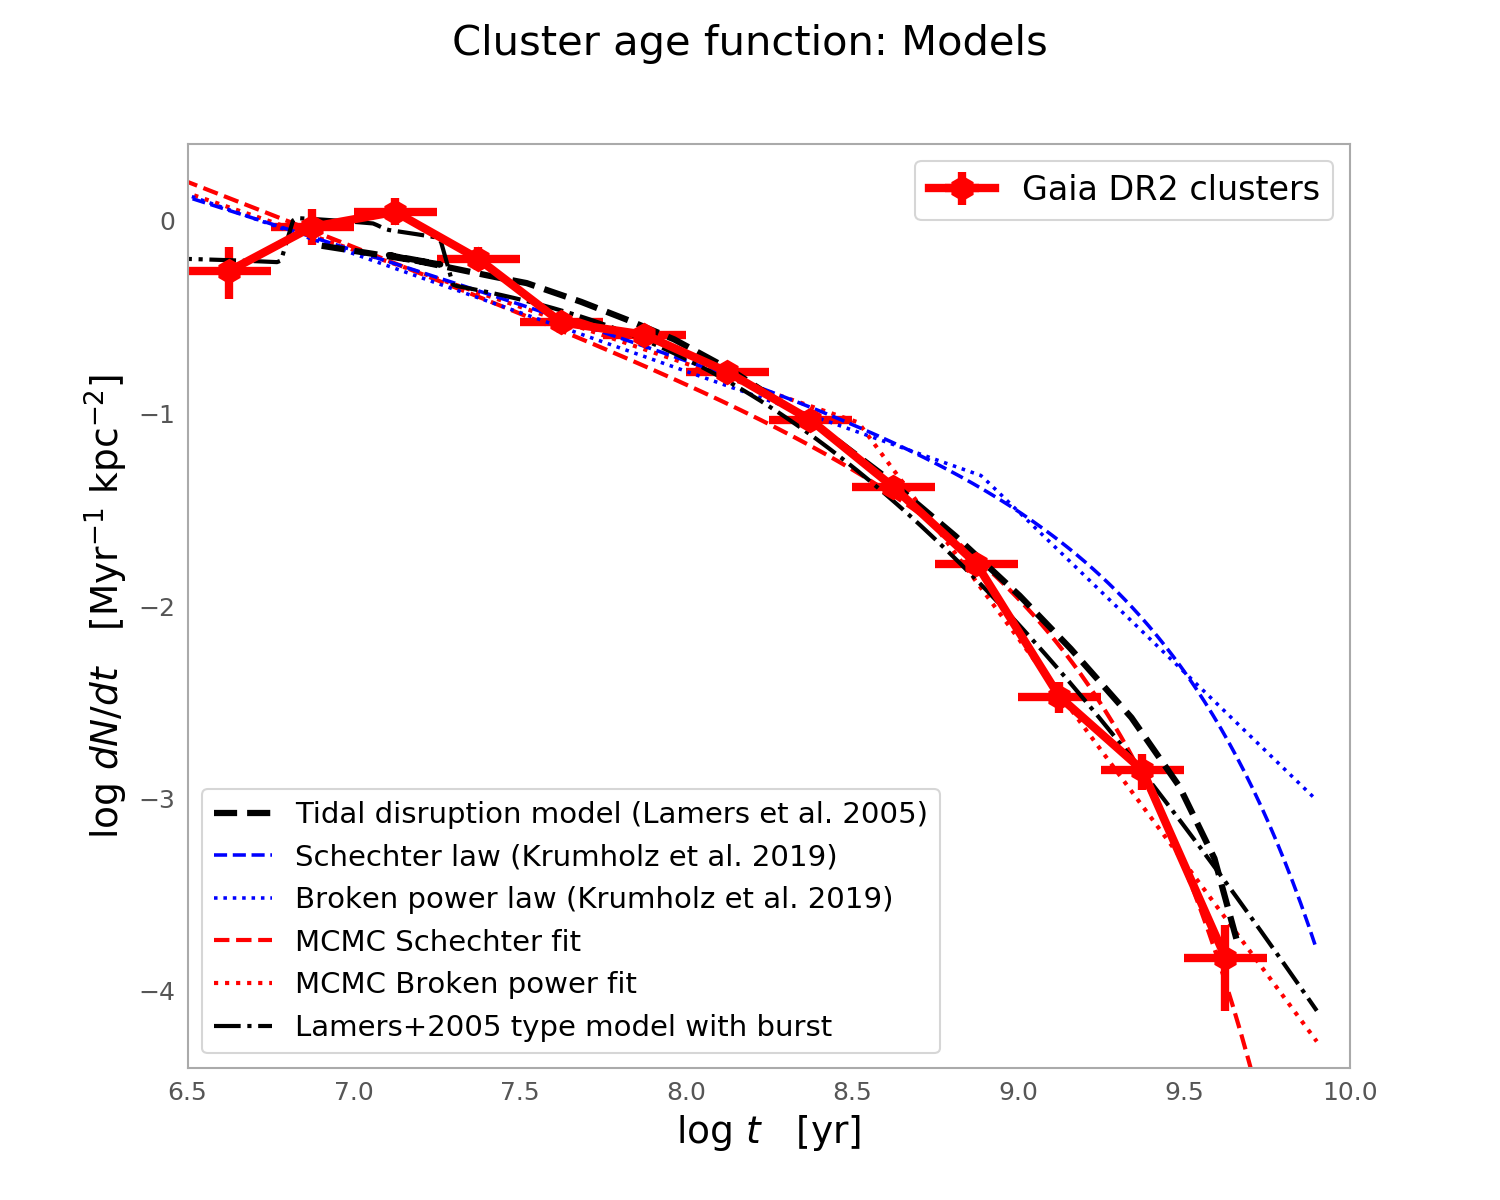 Cluster age function: Models
Gaia DR2 clusters
0
−1
−2
−3
−4
log dN/dt [Myr⁻¹ kpc⁻²]
Tidal disruption model (Lamers et al. 2005)
Schechter law (Krumholz et al. 2019)
Broken power law (Krumholz et al. 2019)
MCMC Schechter fit
MCMC Broken power fit
Lamers+2005 type model with burst
6.5 7.0 7.5 8.0 8.5 9.0 9.5 10.0
log t [yr]